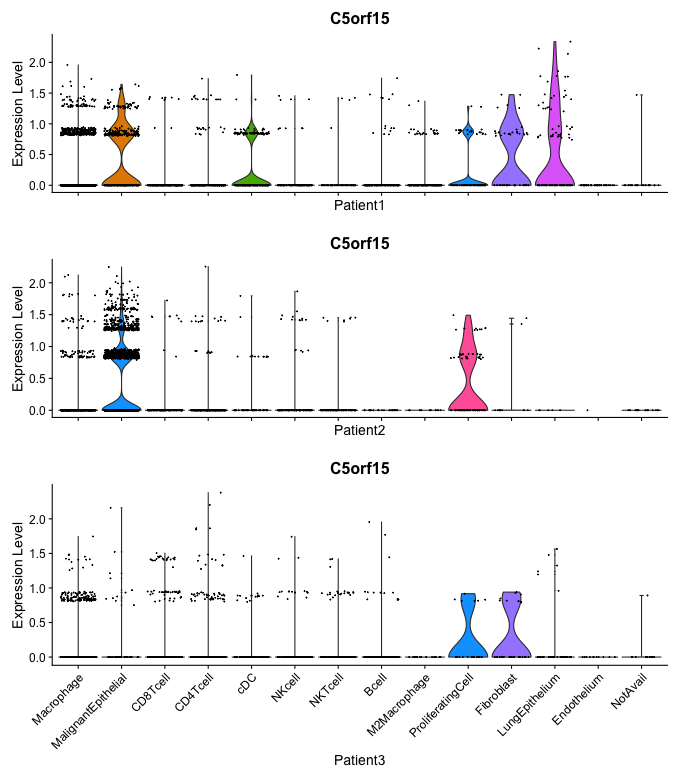 C5orf15
Expression Level
2.0
1.5
1.0
0.5
0.0
Patient1
C5orf15
Expression Level
2.0
1.5
1.0
0.5
0.0
Patient2
C5orf15
Expression Level
2.0
1.5
1.0
0.5
0.0
Macrophage
MalignantEpithelial
CD8Tcell
CD4Tcell
cDC
NKcell
NKTcell
Bcell
M2Macrophage
ProliferatingCell
Fibroblast
LungEpithelium
Endothelium
NotAvail
Patient3